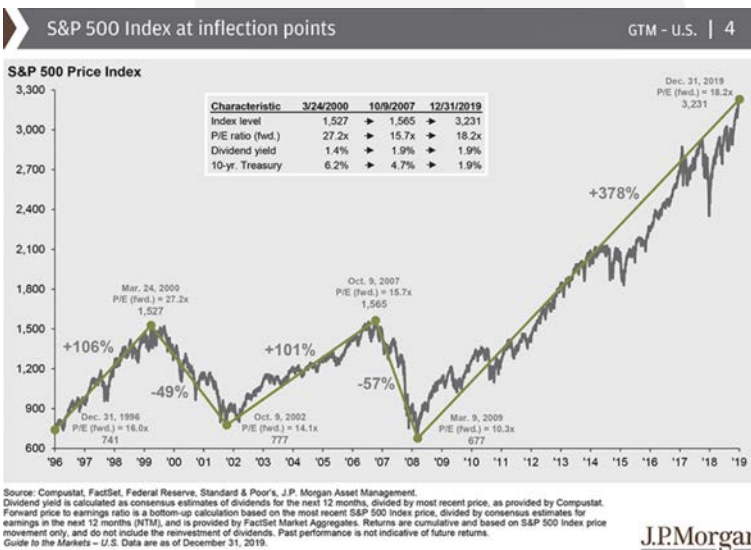 S&P 500 Index at inflection points
GTM - U.S. | 4
S&P 500 Price Index
3,300
3,000
2,700
2,400
2,100
1,800
1,500
1,200
900
600
Characteristic 3/24/2000 10/9/2007 12/31/2019
Index level 1,527 → 1,565 → 3,231
P/E ratio (fwd.) 27.2x → 15.7x → 18.2x
Dividend yield 1.4% → 1.9% → 1.9%
10-yr. Treasury 6.2% → 4.7% → 1.9%
Dec. 31, 2019
P/E (fwd.) = 18.2x
3,231
+378%
Mar. 24, 2000
P/E (fwd.) = 27.2x
1,527
Oct. 9, 2007
P/E (fwd.) = 15.7x
1,565
+106%
-49%
+101%
-57%
Dec. 31, 1996
P/E (fwd.) = 16.0x
741
Oct. 9, 2002
P/E (fwd.) = 14.1x
777
Mar. 9, 2009
P/E (fwd.) = 10.3x
677
'96 '97 '98 '99 '00 '01 '02 '03 '04 '05 '06 '07 '08 '09 '10 '11 '12 '13 '14 '15 '16 '17 '18 '19
Source: Compustat, FactSet, Federal Reserve, Standard & Poor's, J.P. Morgan Asset Management.
Dividend yield is calculated as consensus estimates of dividends for the next 12 months, divided by most recent price, as provided by Compustat.
Forward price to earnings ratio is a bottom-up calculation based on the most recent S&P 500 Index price, divided by consensus estimates for
earnings in the next 12 months (NTM), and is provided by FactSet Market Aggregates. Returns are cumulative and based on S&P 500 Index price
movement only, and do not include the reinvestment of dividends. Past performance is not indicative of future returns.
Guide to the Markets – U.S. Data are as of December 31, 2019.
J.P.Morgan